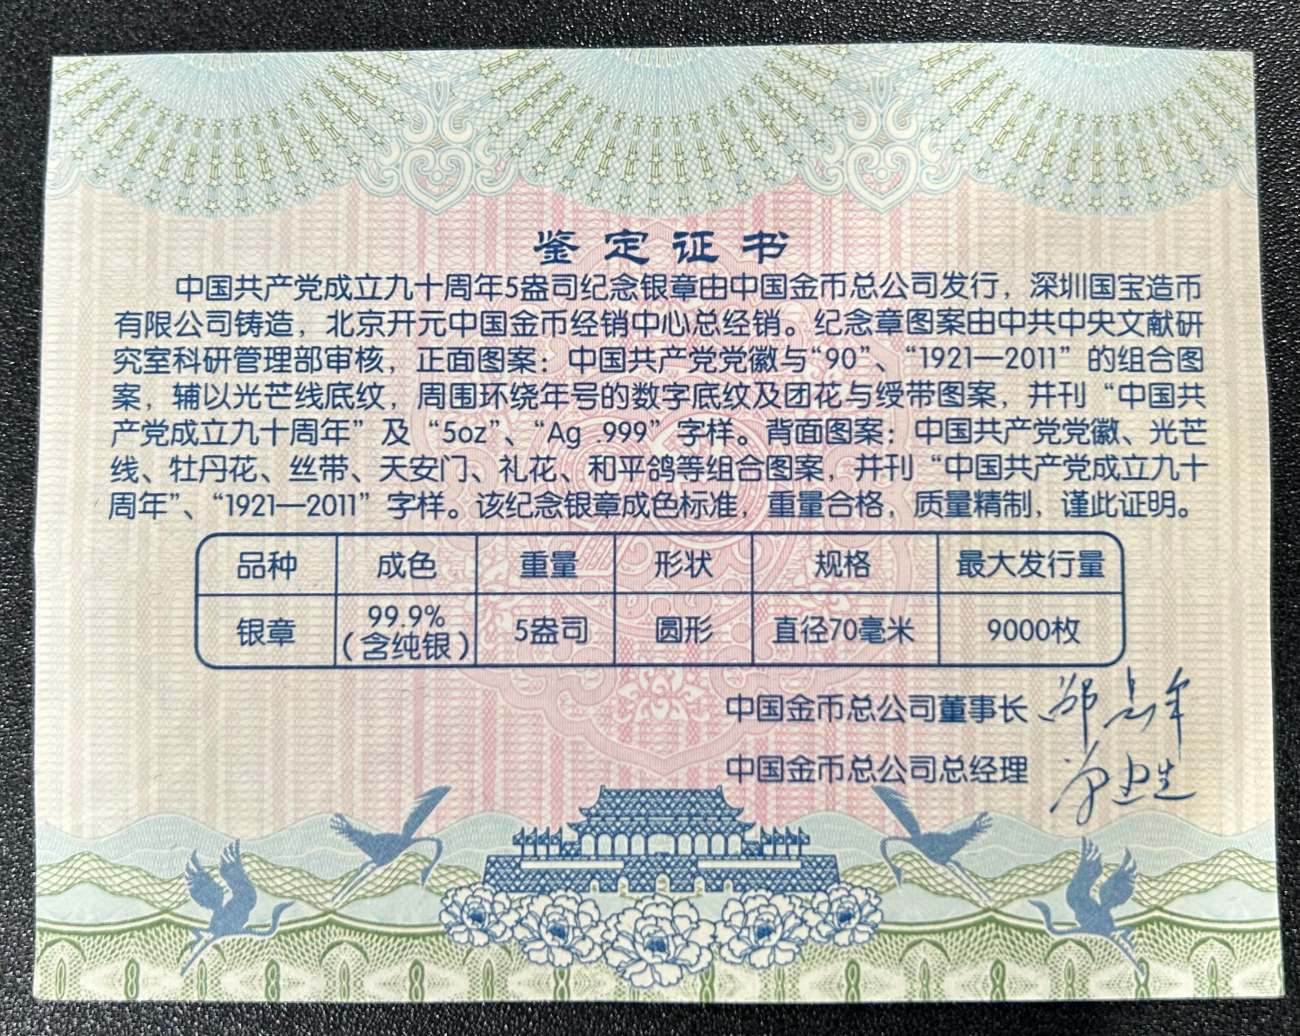 鉴定证书
中国共产党成立九十周年5盎司纪念银章由中国金币总公司发行，深圳国宝造币
有限公司铸造，北京开元中国金币经销中心总经销。纪念章图案由中共中央文献研
究室科研管理部审核，正面图案：中国共产党党徽与“90”、“1921—2011”的组合图
案，辅以光芒线底纹，周围环绕年号的数字底纹及团花与绶带图案，并刊“中国共
产党成立九十周年”及“5oz”、“Ag .999”字样。背面图案：中国共产党党徽、光芒
线、牡丹花、丝带、天安门、礼花、和平鸽等组合图案，并刊“中国共产党成立九十
周年”、“1921—2011”字样。该纪念银章成色标准，重量合格，质量精制，谨此证明。
品种 成色 重量 形状 规格 最大发行量
银章 99.9%（含纯银） 5盎司 圆形 直径70毫米 9000枚
中国金币总公司董事长
中国金币总公司总经理